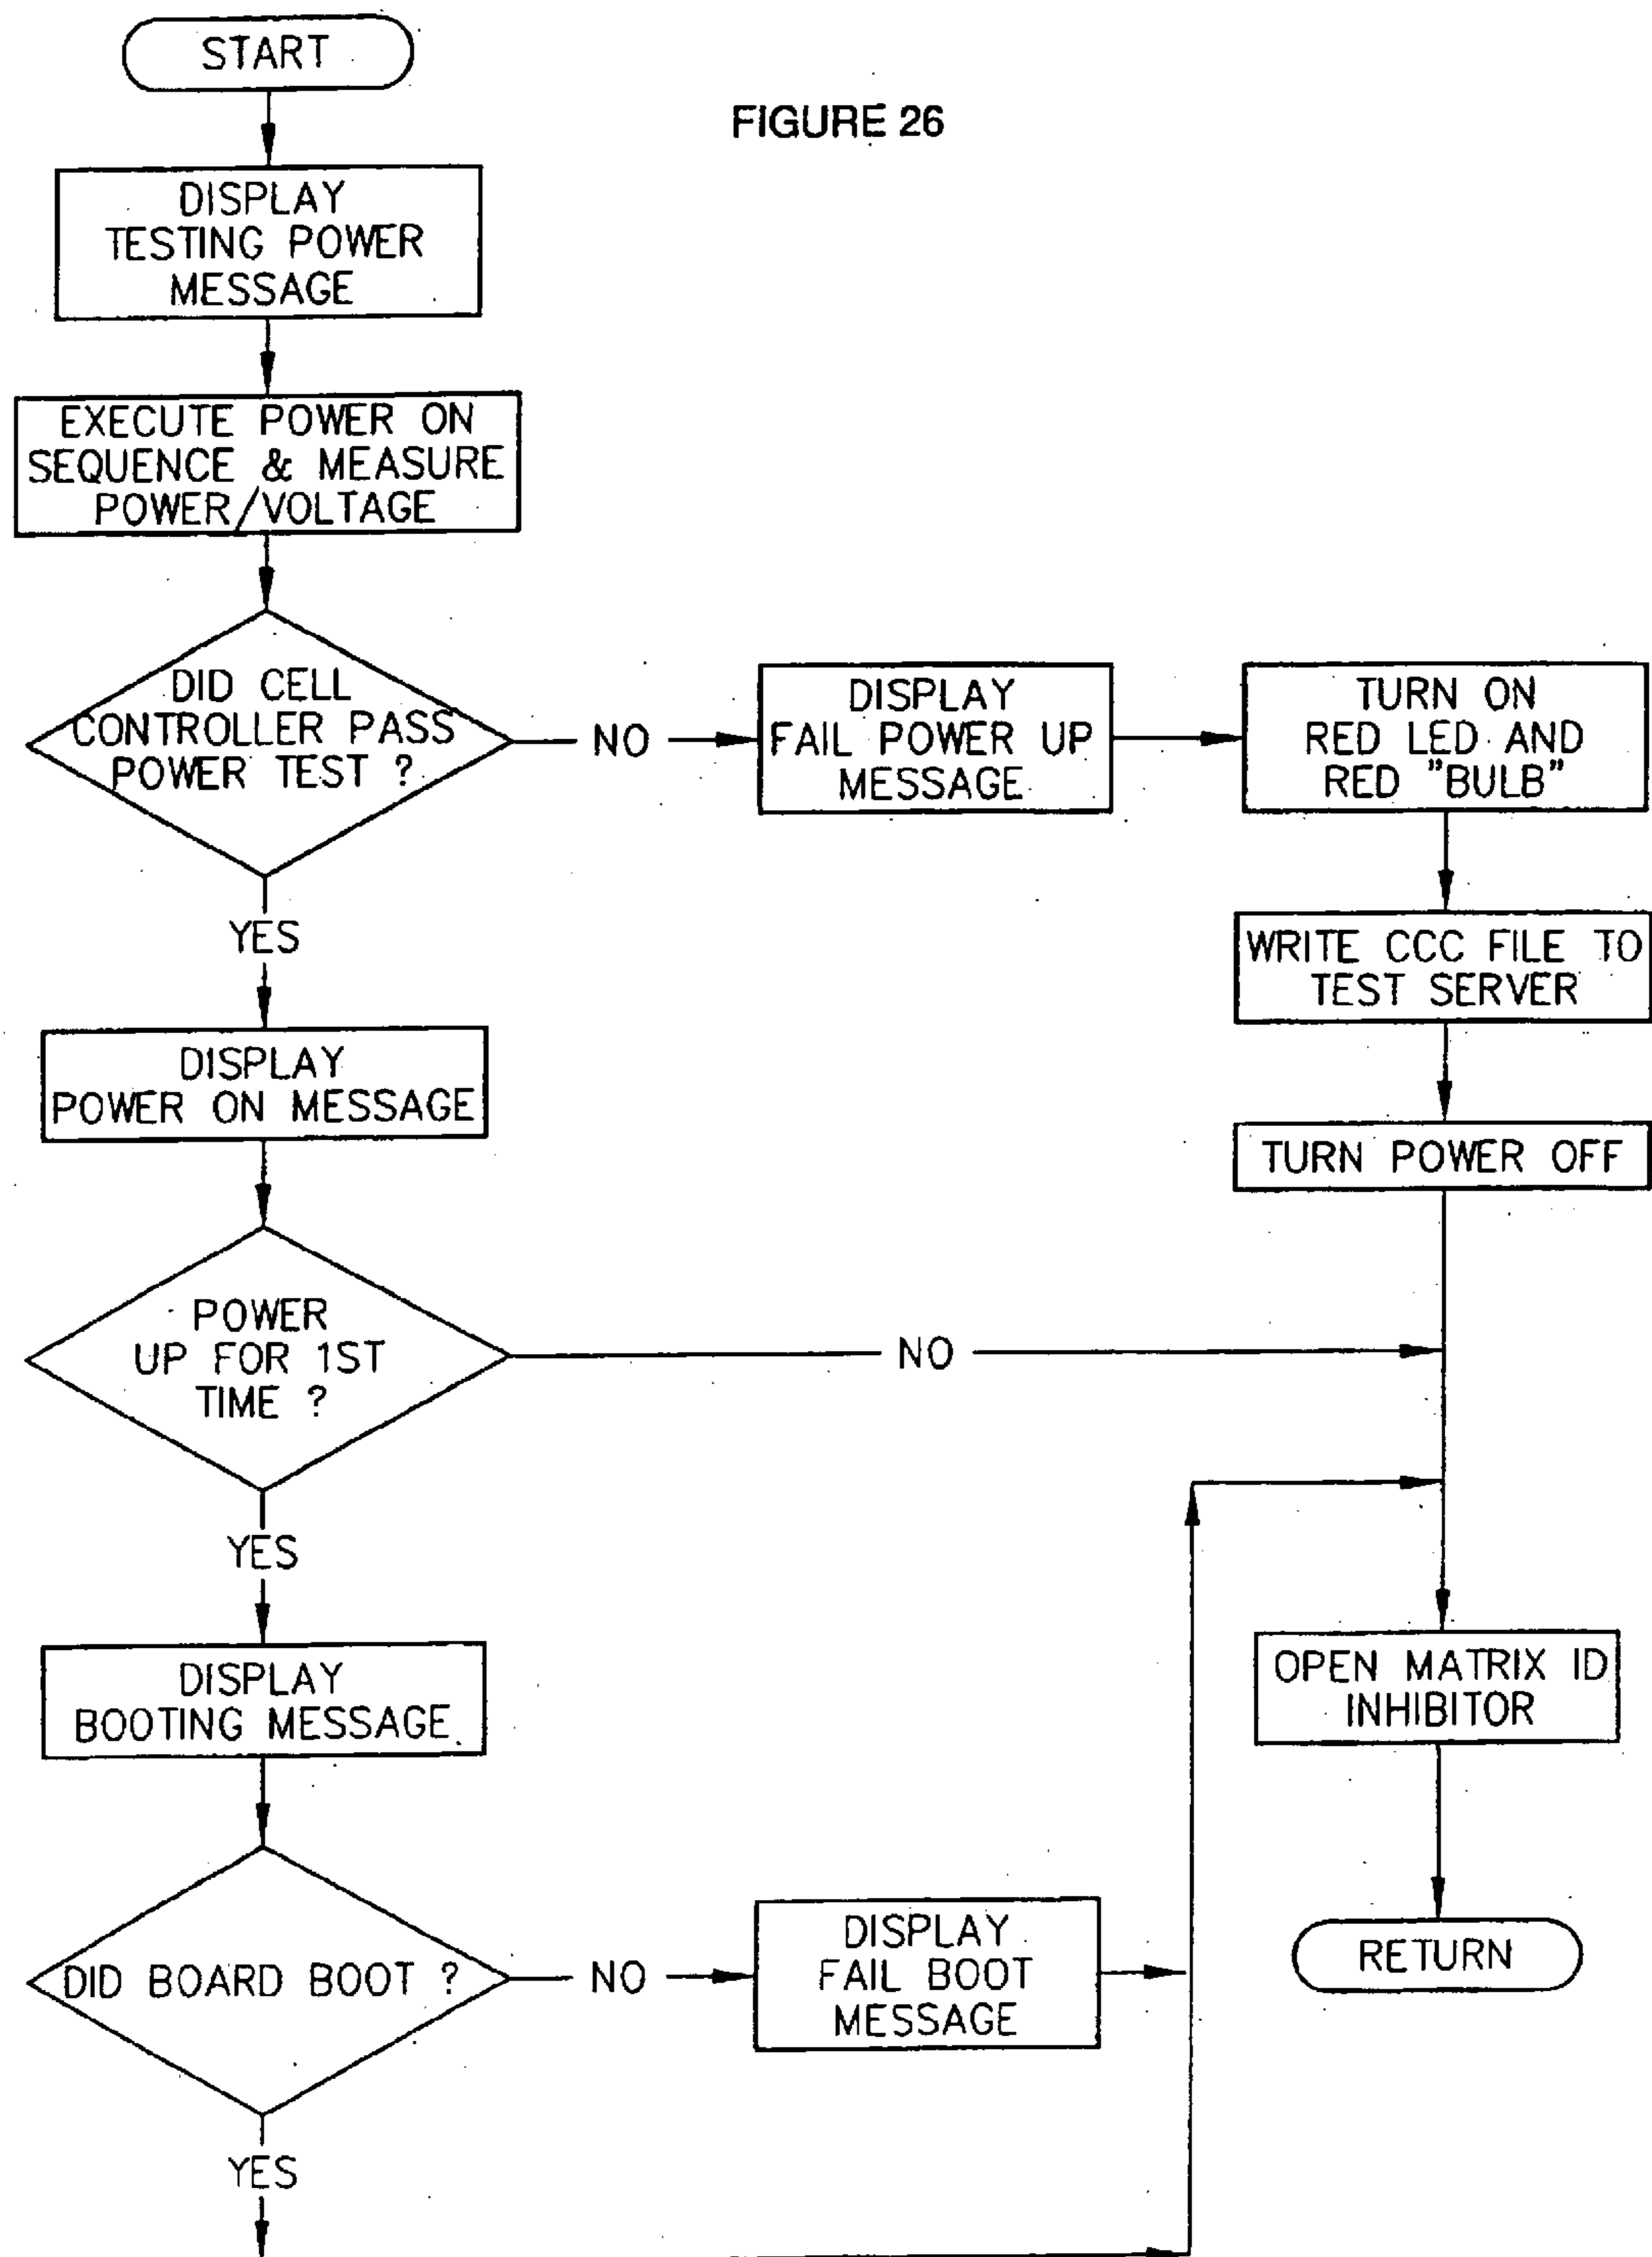 START
FIGURE 26
DISPLAY
TESTING POWER
MESSAGE
EXECUTE POWER ON
SEQUENCE & MEASURE
POWER/VOLTAGE
DID CELL
CONTROLLER PASS
POWER TEST ?
NO
DISPLAY
FAIL POWER UP
MESSAGE
TURN ON
RED LED AND
RED "BULB"
YES
WRITE CCC FILE TO
TEST SERVER
DISPLAY
POWER ON MESSAGE
TURN POWER OFF
POWER
UP FOR 1ST
TIME ?
NO
YES
DISPLAY
BOOTING MESSAGE
OPEN MATRIX ID
INHIBITOR
DID BOARD BOOT ?
NO
DISPLAY
FAIL BOOT
MESSAGE
RETURN
YES